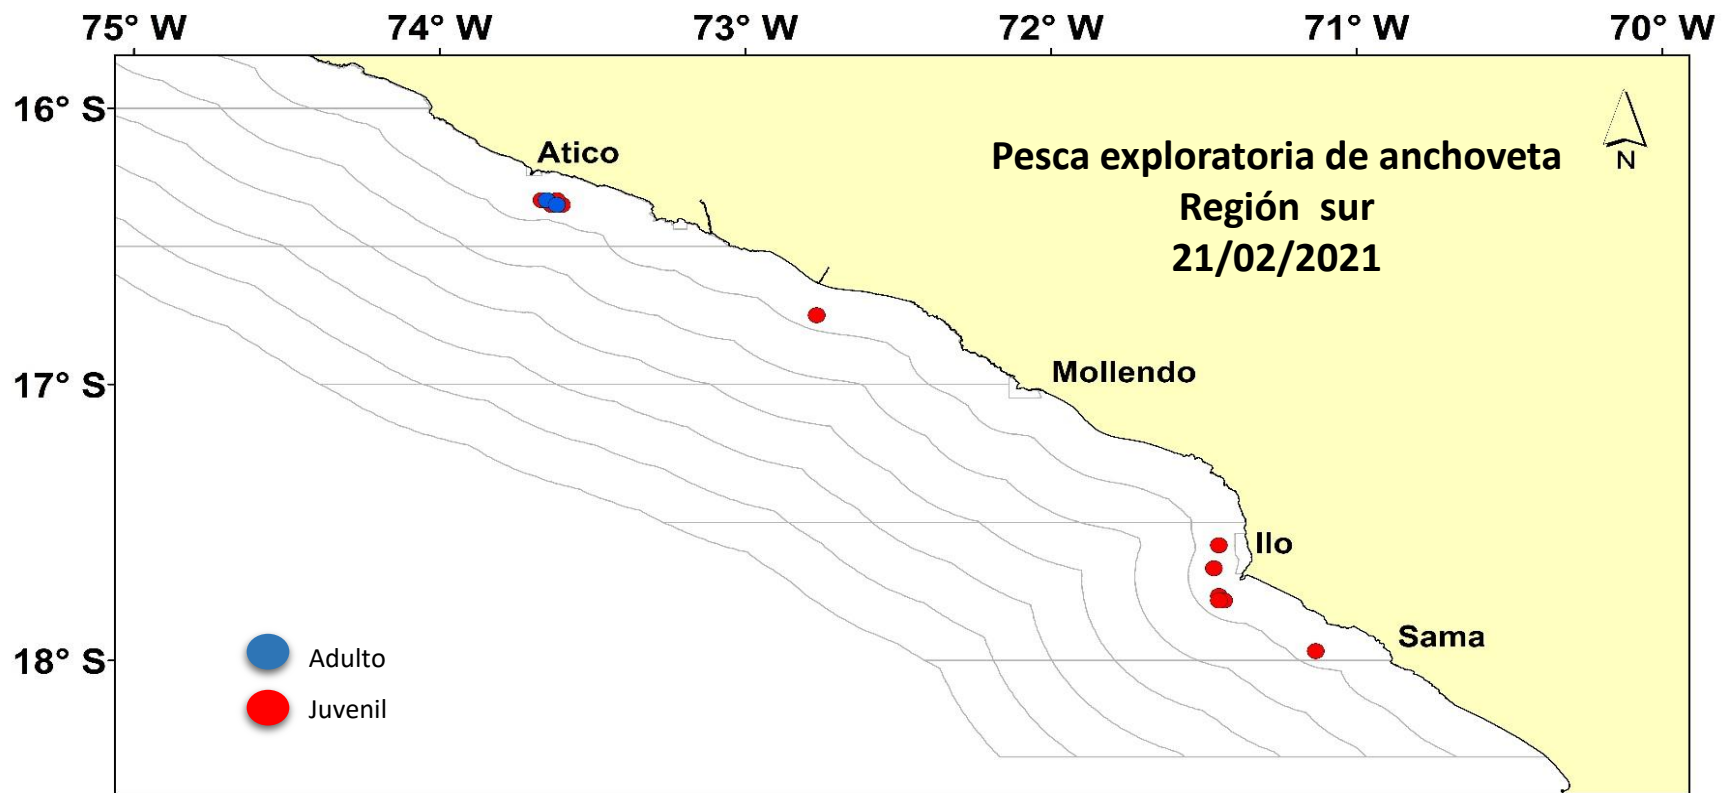 75° W 74° W 73° W 72° W 71° W 70° W
16° S
Atico
N
Pesca exploratoria de anchoveta
Región sur
21/02/2021
17° S
Mollendo
Ilo
Sama
18° S
Adulto
Juvenil